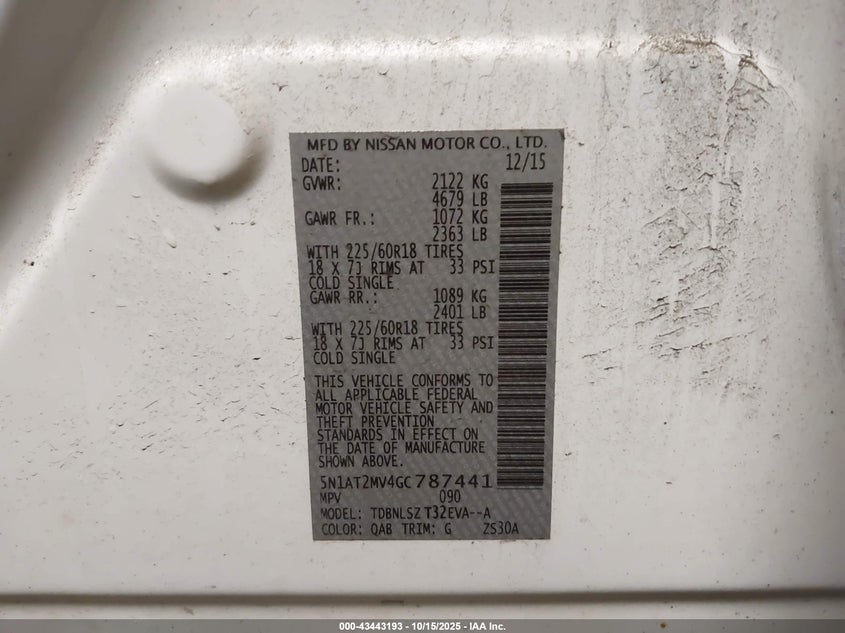 MFD BY NISSAN MOTOR CO., LTD.
DATE: 12/15
GVWR: 2122 KG
4679 LB
GAWR FR.: 1072 KG
2363 LB
WITH 225/60R18 TIRES
18 X 7J RIMS AT 33 PSI
COLD SINGLE
GAWR RR.: 1089 KG
2401 LB
WITH 225/60R18 TIRES
18 X 7J RIMS AT 33 PSI
COLD SINGLE
THIS VEHICLE CONFORMS TO
ALL APPLICABLE FEDERAL
MOTOR VEHICLE SAFETY AND
THEFT PREVENTION
STANDARDS IN EFFECT ON
THE DATE OF MANUFACTURE
SHOWN ABOVE.
5N1AT2MV4GC787441
MPV 090
MODEL: TDBNLSZ T32EVA--A
COLOR: QAB TRIM: G ZS30A
000-43443193 - 10/15/2025 - IAA Inc.